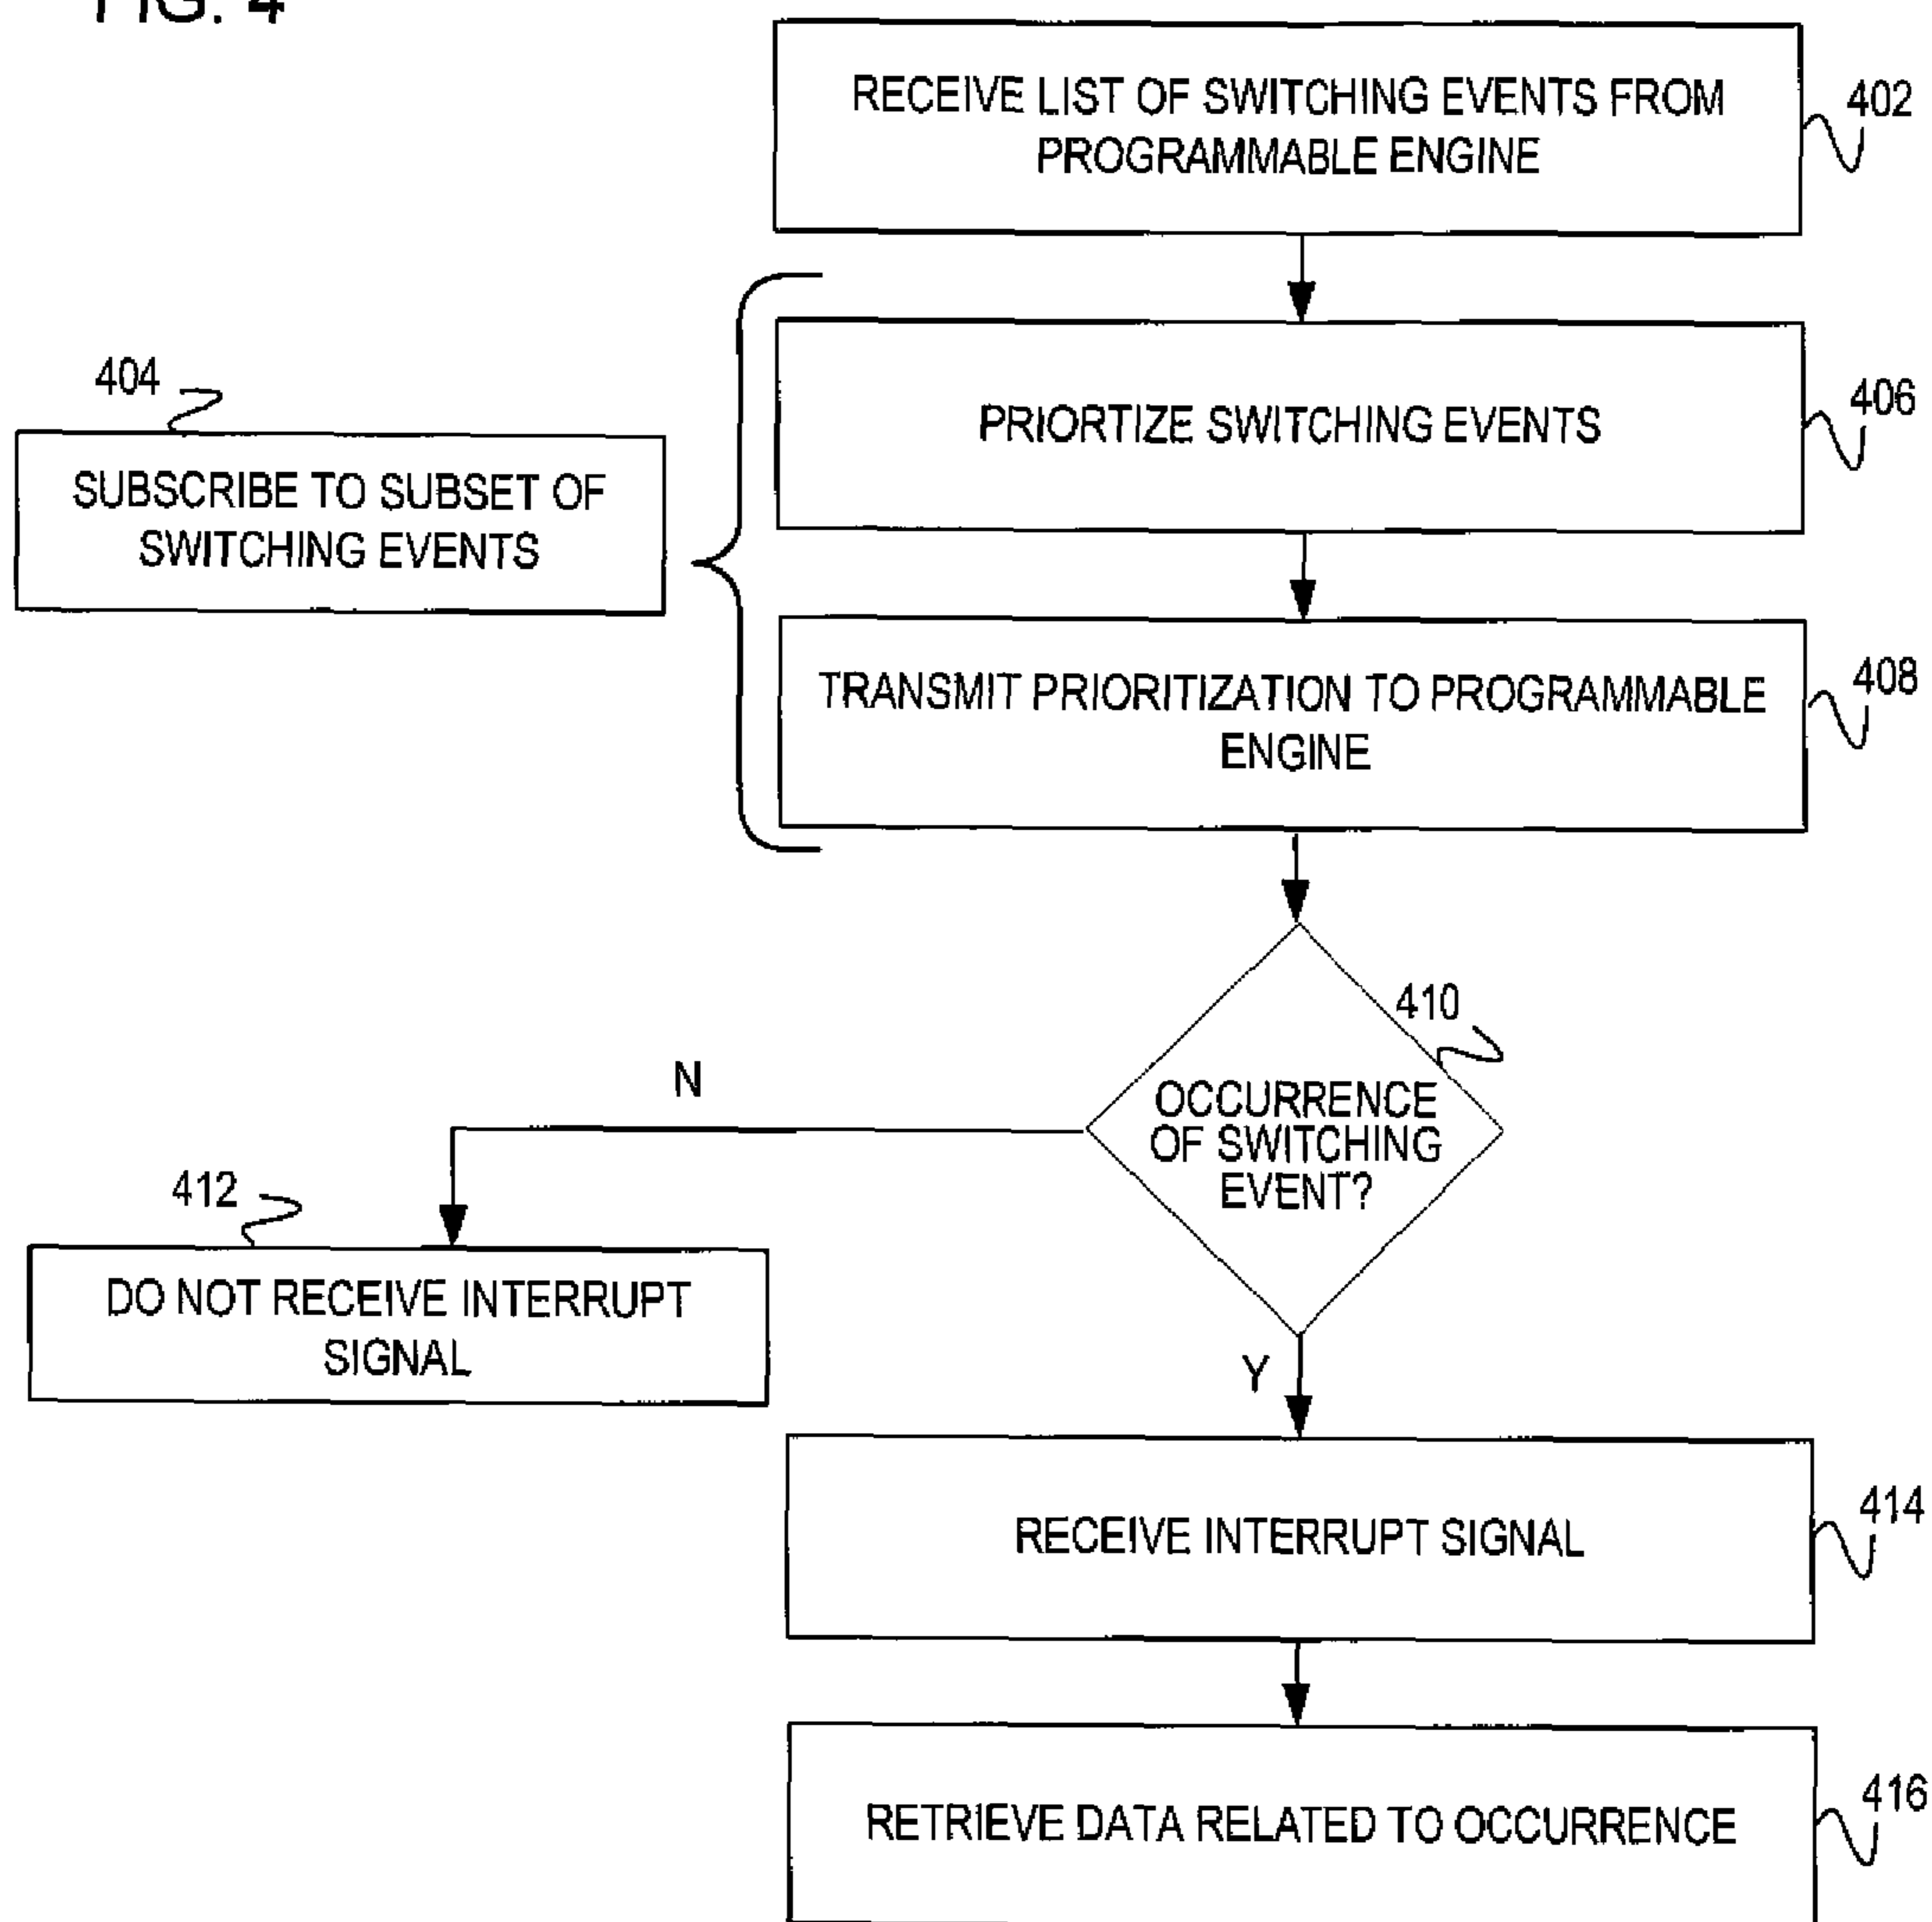 FIG. 4
RECEIVE LIST OF SWITCHING EVENTS FROM
PROGRAMMABLE ENGINE
402
404
SUBSCRIBE TO SUBSET OF
SWITCHING EVENTS
PRIORTIZE SWITCHING EVENTS
406
TRANSMIT PRIORITIZATION TO PROGRAMMABLE
ENGINE
408
410
OCCURRENCE
OF SWITCHING
EVENT?
N
412
DO NOT RECEIVE INTERRUPT
SIGNAL
Y
RECEIVE INTERRUPT SIGNAL
414
RETRIEVE DATA RELATED TO OCCURRENCE
416